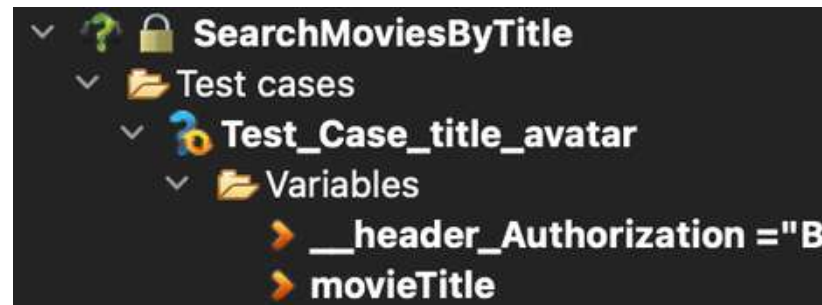 SearchMoviesByTitle
Test cases
Test_Case_title_avatar
Variables
__header_Authorization ="B
movieTitle